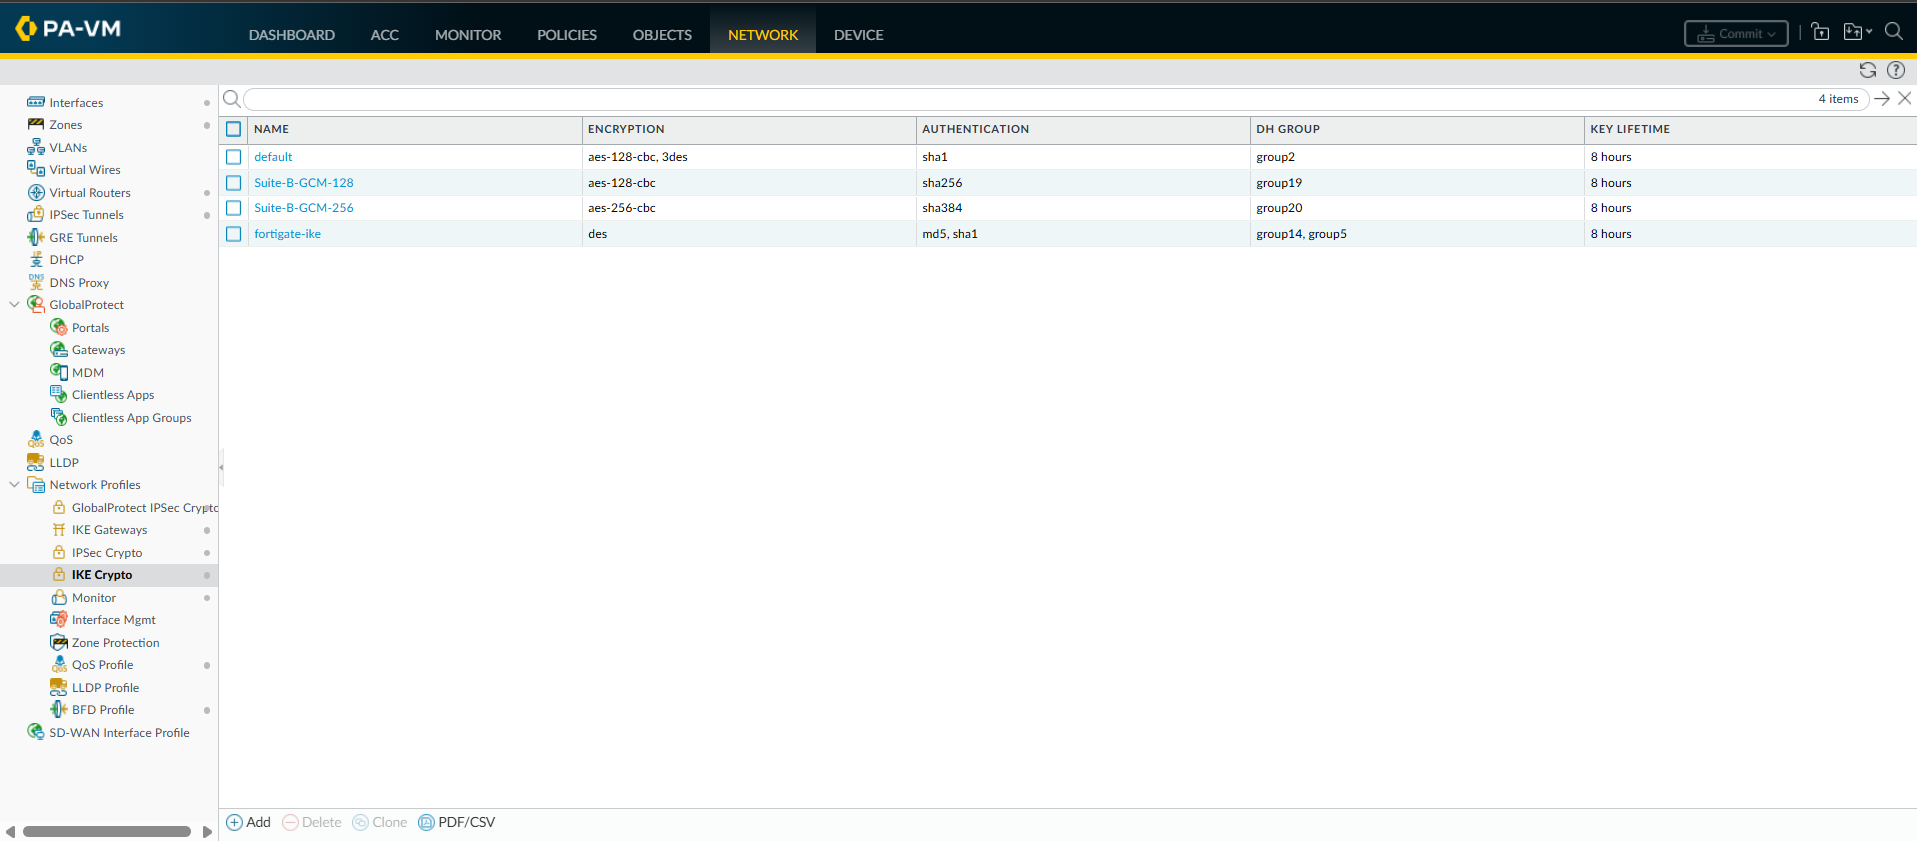 PA-VM
DASHBOARD ACC MONITOR POLICIES OBJECTS NETWORK DEVICE
Commit
4 items
Interfaces
Zones
VLANs
Virtual Wires
Virtual Routers
IPSec Tunnels
GRE Tunnels
DHCP
DNS Proxy
GlobalProtect
Portals
Gateways
MDM
Clientless Apps
Clientless App Groups
QoS
LLDP
Network Profiles
GlobalProtect IPSec Crypto
IKE Gateways
IPSec Crypto
IKE Crypto
Monitor
Interface Mgmt
Zone Protection
QoS Profile
LLDP Profile
BFD Profile
SD-WAN Interface Profile
NAME ENCRYPTION AUTHENTICATION DH GROUP KEY LIFETIME
default aes-128-cbc, 3des sha1 group2 8 hours
Suite-B-GCM-128 aes-128-cbc sha256 group19 8 hours
Suite-B-GCM-256 aes-256-cbc sha384 group20 8 hours
fortigate-ike des md5, sha1 group14, group5 8 hours
Add Delete Clone PDF/CSV